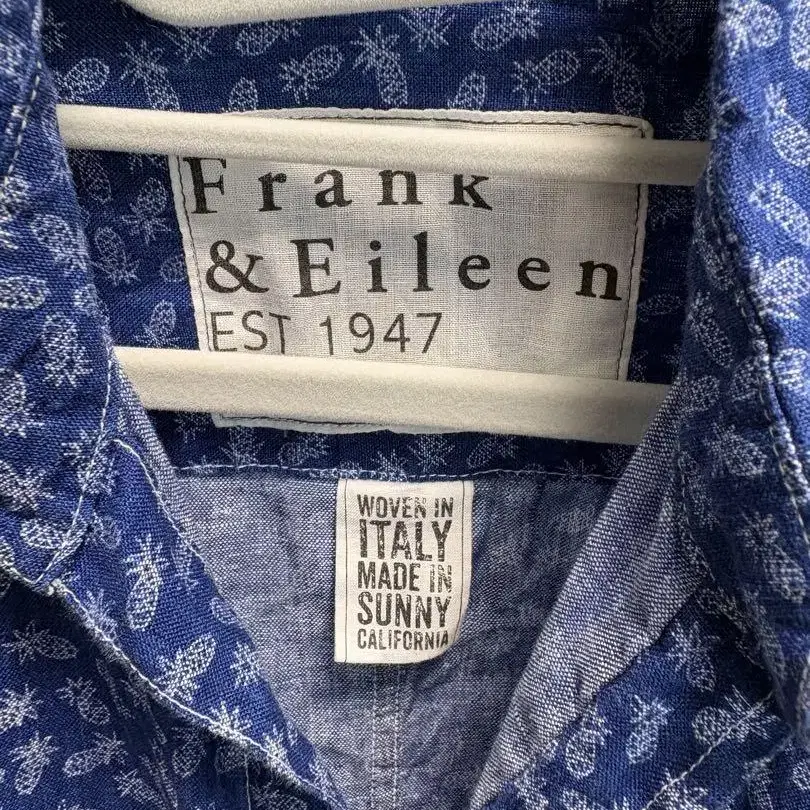 Frank
& Eileen
EST 1947
WOVEN IN
ITALY
MADE IN
SUNNY
CALIFORNIA